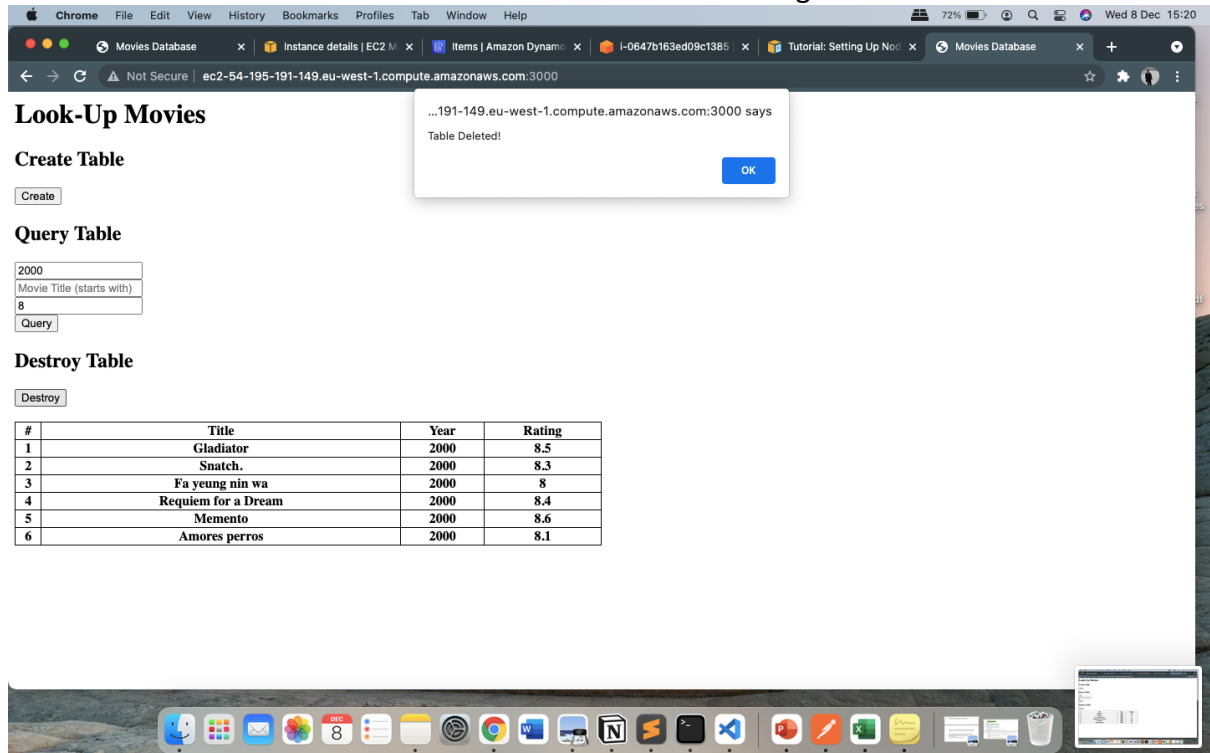 Chrome File Edit View History Bookmarks Profiles Tab Window Help 72% Wed 8 Dec 15:20
Movies Database × Instance details | EC2 M × Items | Amazon Dynamo × i-0647b163ed09c1385 × Tutorial: Setting Up Nod × Movies Database × +
Not Secure | ec2-54-195-191-149.eu-west-1.compute.amazonaws.com:3000
...191-149.eu-west-1.compute.amazonaws.com:3000 says
Table Deleted!
OK
Look-Up Movies
Create Table
Create
Query Table
2000
Movie Title (starts with)
8
Query
Destroy Table
Destroy
# Title Year Rating
1 Gladiator 2000 8.5
2 Snatch. 2000 8.3
3 Fa yeung nin wa 2000 8
4 Requiem for a Dream 2000 8.4
5 Memento 2000 8.6
6 Amores perros 2000 8.1
DEC
8